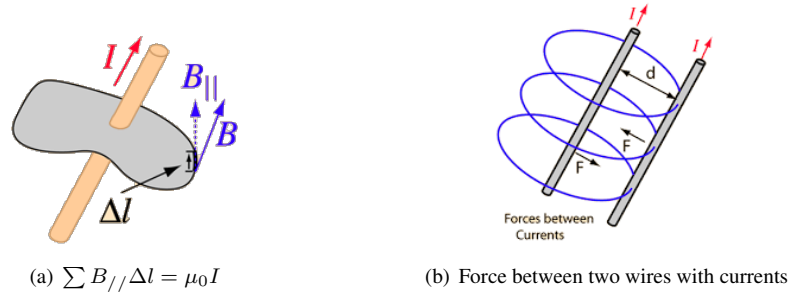 I
B||
B
Δl
(a) ∑ B//Δl = μ0I
I
I
d
F
F
Forces between
Currents
(b) Force between two wires with currents